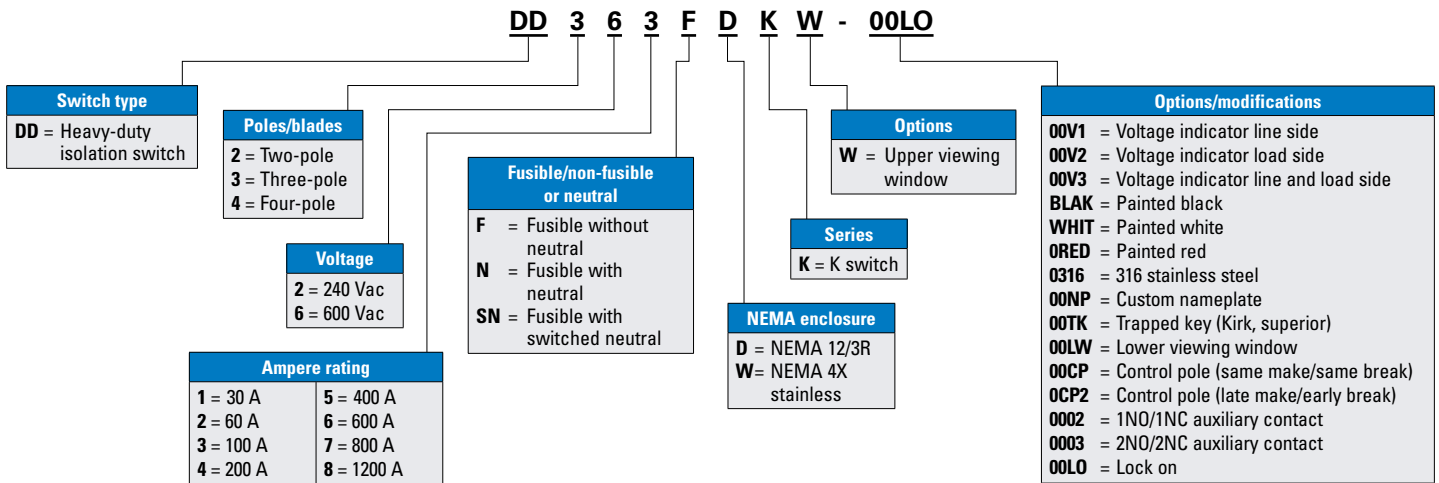 DD 3 6 3 F D K W - 00LO
Switch type
DD = Heavy-duty
isolation switch
Poles/blades
2 = Two-pole
3 = Three-pole
4 = Four-pole
Voltage
2 = 240 Vac
6 = 600 Vac
Ampere rating
1 = 30 A
2 = 60 A
3 = 100 A
4 = 200 A
5 = 400 A
6 = 600 A
7 = 800 A
8 = 1200 A
Fusible/non-fusible
or neutral
F = Fusible without
neutral
N = Fusible with
neutral
SN = Fusible with
switched neutral
NEMA enclosure
D = NEMA 12/3R
W= NEMA 4X
stainless
Series
K = K switch
Options
W = Upper viewing
window
Options/modifications
00V1 = Voltage indicator line side
00V2 = Voltage indicator load side
00V3 = Voltage indicator line and load side
BLAK = Painted black
WHIT = Painted white
0RED = Painted red
0316 = 316 stainless steel
00NP = Custom nameplate
00TK = Trapped key (Kirk, superior)
00LW = Lower viewing window
00CP = Control pole (same make/same break)
0CP2 = Control pole (late make/early break)
0002 = 1NO/1NC auxiliary contact
0003 = 2NO/2NC auxiliary contact
00LO = Lock on